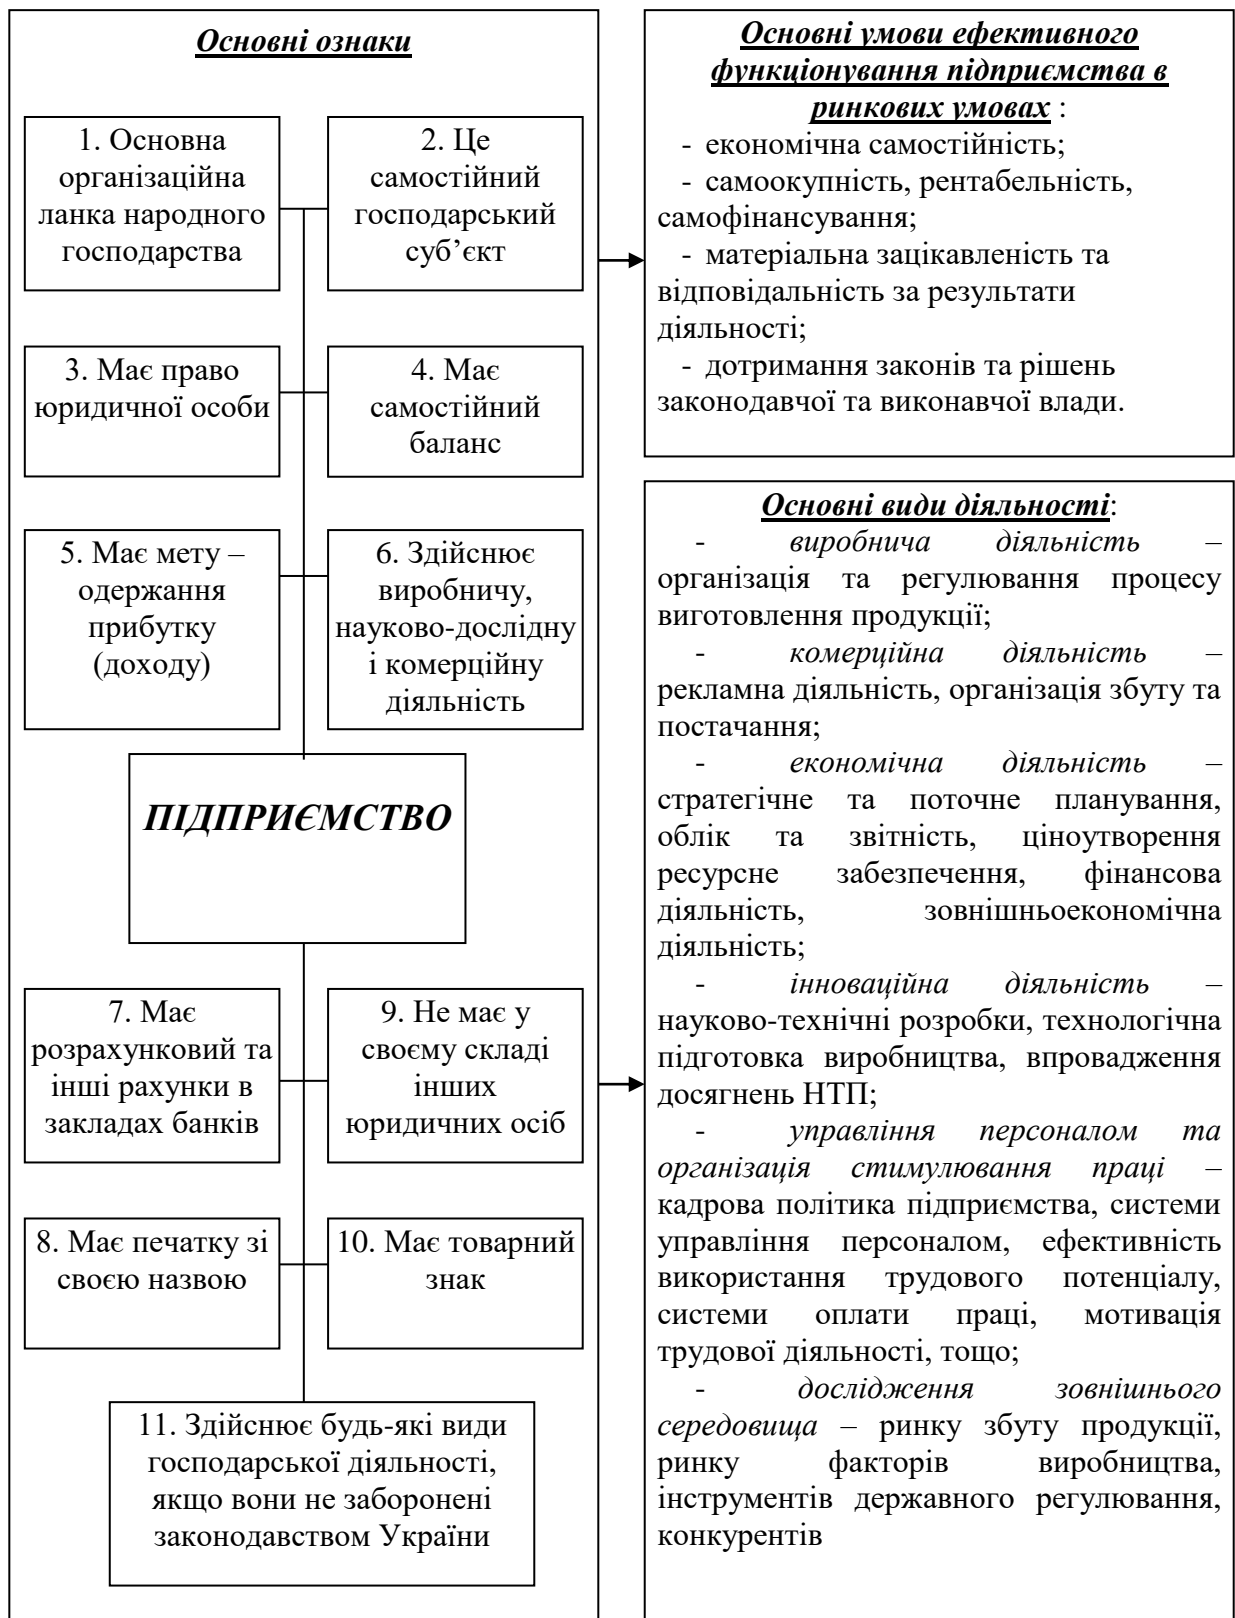 Основні ознаки
1. Основна
організаційна
ланка народного
господарства
2. Це
самостійний
господарський
суб’єкт
3. Має право
юридичної особи
4. Має
самостійний
баланс
5. Має мету –
одержання
прибутку
(доходу)
6. Здійснює
виробничу,
науково-дослідну
і комерційну
діяльність
ПІДПРИЄМСТВО
7. Має
розрахунковий та
інші рахунки в
закладах банків
9. Не має у
своєму складі
інших
юридичних осіб
8. Має печатку зі
своєю назвою
10. Має товарний
знак
11. Здійснює будь-які види
господарської діяльності,
якщо вони не заборонені
законодавством України
Основні умови ефективного
функціонування підприємства в
ринкових умовах :
- економічна самостійність;
- самоокупність, рентабельність,
самофінансування;
- матеріальна зацікавленість та
відповідальність за результати
діяльності;
- дотримання законів та рішень
законодавчої та виконавчої влади.
Основні види діяльності:
- виробнича діяльність –
організація та регулювання процесу
виготовлення продукції;
- комерційна діяльність –
рекламна діяльність, організація збуту та
постачання;
- економічна діяльність –
стратегічне та поточне планування,
облік та звітність, ціноутворення
ресурсне забезпечення, фінансова
діяльність, зовнішньоекономічна
діяльність;
- інноваційна діяльність –
науково-технічні розробки, технологічна
підготовка виробництва, впровадження
досягнень НТП;
- управління персоналом та
організація стимулювання праці –
кадрова політика підприємства, системи
управління персоналом, ефективність
використання трудового потенціалу,
системи оплати праці, мотивація
трудової діяльності, тощо;
- дослідження зовнішнього
середовища – ринку збуту продукції,
ринку факторів виробництва,
інструментів державного регулювання,
конкурентів